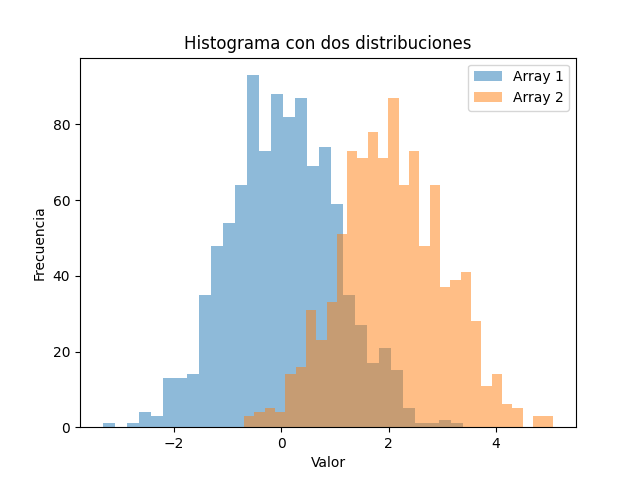 Histograma con dos distribuciones
Array 1
Array 2
Frecuencia
80
60
40
20
0
−2
0
2
4
Valor